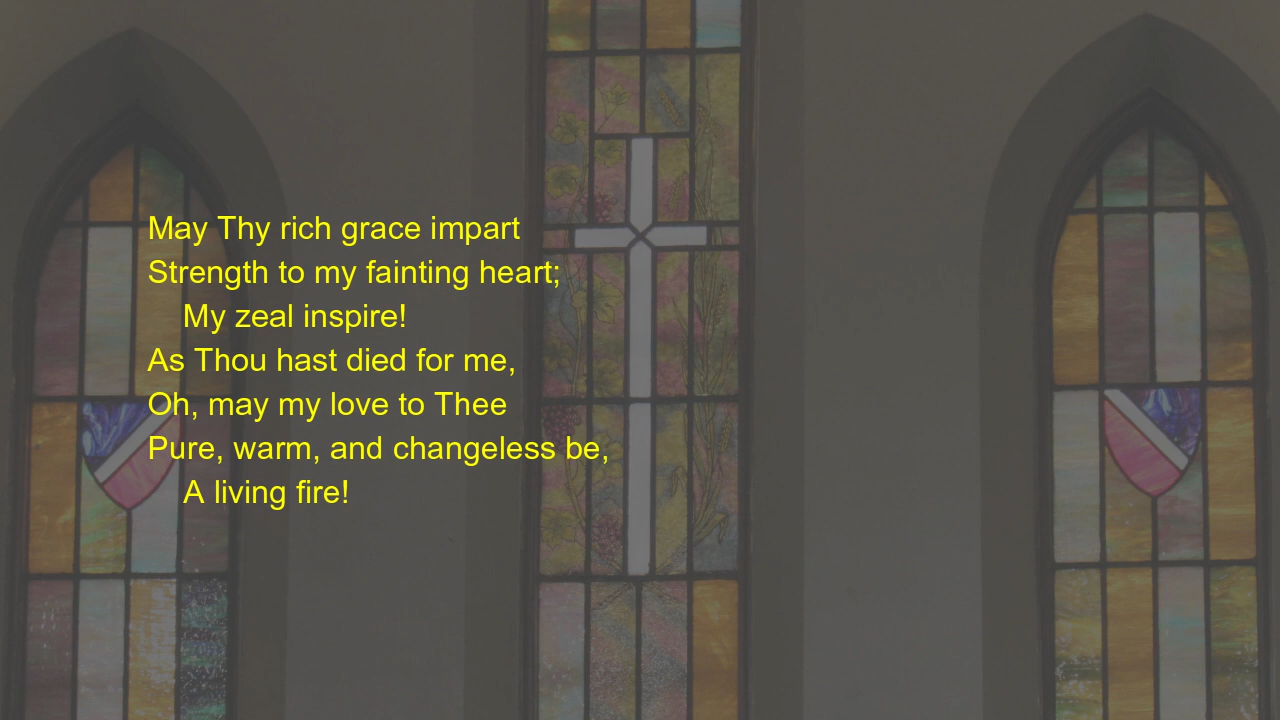 May Thy rich grace impart
Strength to my fainting heart;
My zeal inspire!
As Thou hast died for me,
Oh, may my love to Thee
Pure, warm, and changeless be,
A living fire!